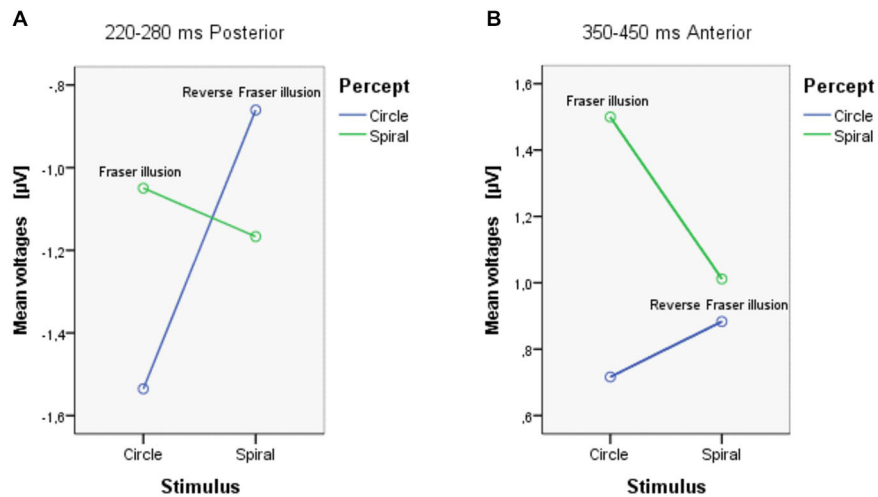 A
220-280 ms Posterior
Mean voltages [µV]
-,8
-1,0
-1,2
-1,4
-1,6
Reverse Fraser illusion
Fraser illusion
Circle
Spiral
Stimulus
Percept
Circle
Spiral
B
350-450 ms Anterior
Mean voltages [µV]
1,6
1,4
1,2
1,0
,8
,6
Fraser illusion
Reverse Fraser illusion
Circle
Spiral
Stimulus
Percept
Circle
Spiral